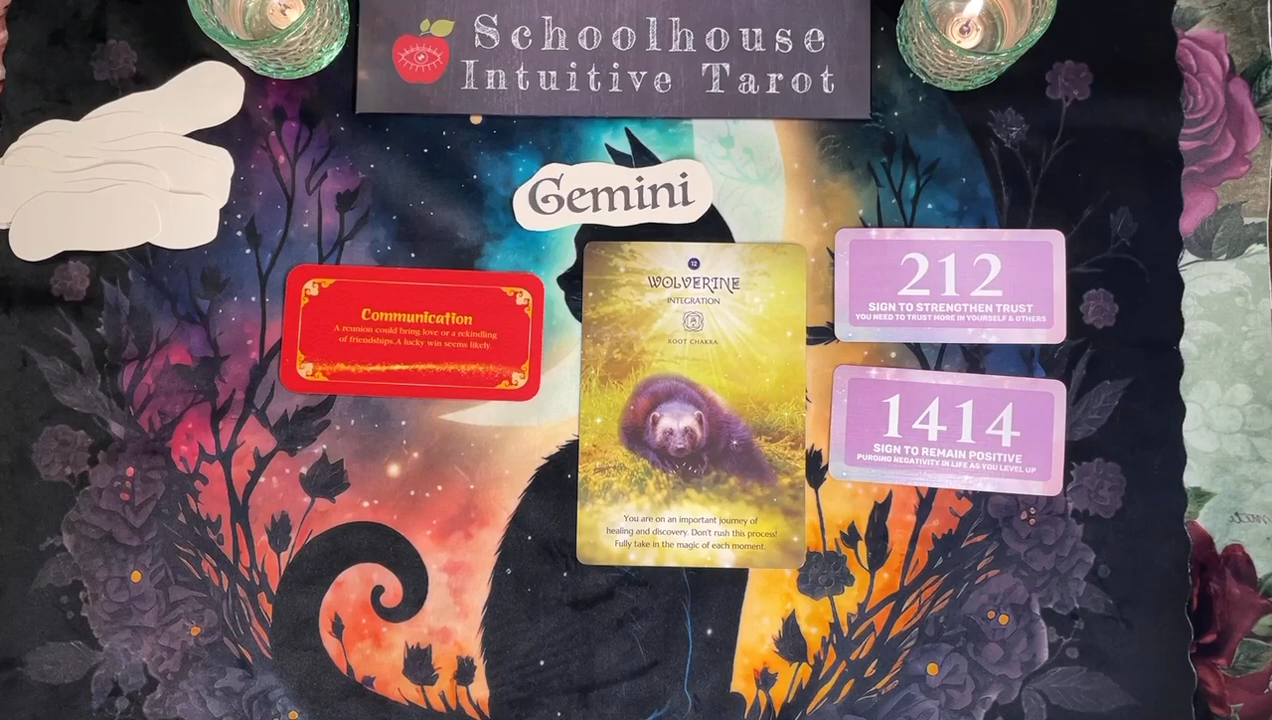 Schoolhouse
Intuitive Tarot
Gemini
Communication
A reunion could bring love or a rekindling
of friendships.A lucky win seems likely.
12
WOLVERINE
INTEGRATION
ROOT CHAKRA
You are on an important journey of
healing and discovery. Don't rush this process!
Fully take in the magic of each moment.
212
SIGN TO STRENGTHEN TRUST
YOU NEED TO TRUST MORE IN YOURSELF & OTHERS
1414
SIGN TO REMAIN POSITIVE
PURGING NEGATIVITY IN LIFE AS YOU LEVEL UP